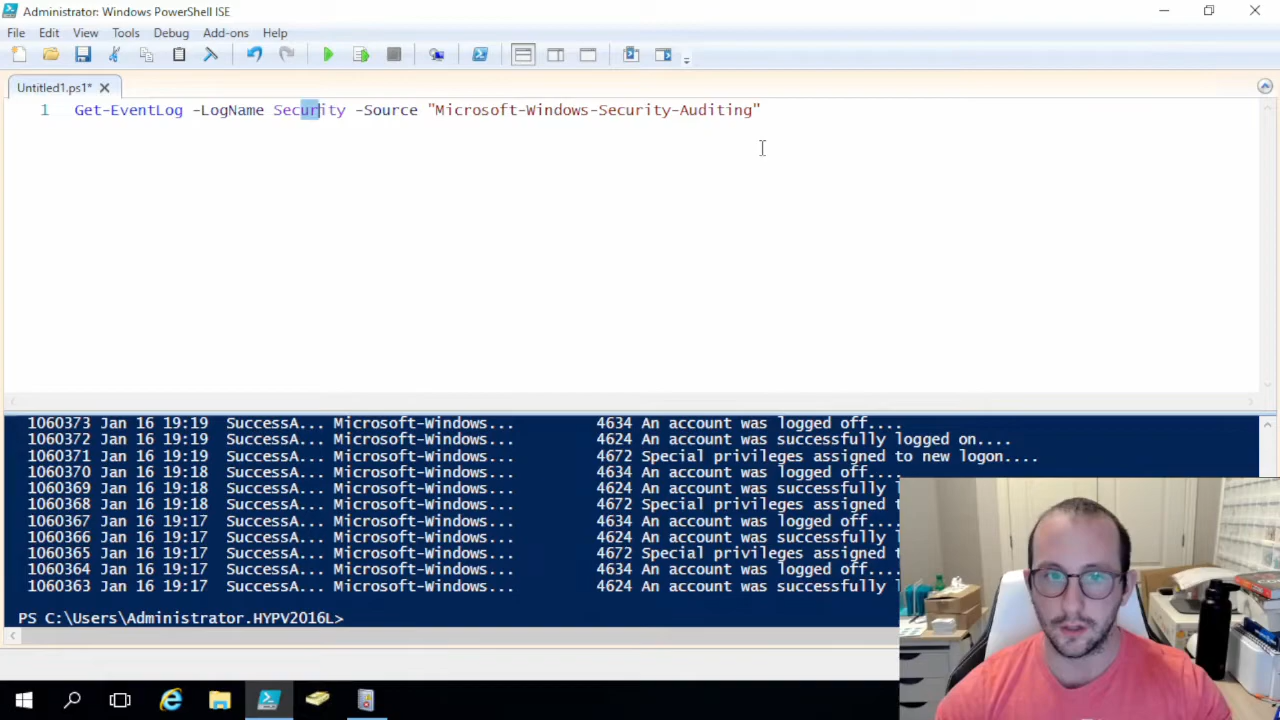 Administrator: Windows PowerShell ISE
File Edit View Tools Debug Add-ons Help
Untitled1.ps1* X
1 Get-EventLog -LogName Security -Source "Microsoft-Windows-Security-Auditing"
1060373 Jan 16 19:19 SuccessA... Microsoft-Windows... 4634 An account was logged off....
1060372 Jan 16 19:19 SuccessA... Microsoft-Windows... 4624 An account was successfully logged on....
1060371 Jan 16 19:19 SuccessA... Microsoft-Windows... 4672 Special privileges assigned to new logon....
1060370 Jan 16 19:18 SuccessA... Microsoft-Windows... 4634 An account was logged off....
1060369 Jan 16 19:18 SuccessA... Microsoft-Windows... 4624 An account was successfully
1060368 Jan 16 19:18 SuccessA... Microsoft-Windows... 4672 Special privileges assigned
1060367 Jan 16 19:17 SuccessA... Microsoft-Windows... 4634 An account was logged off....
1060366 Jan 16 19:17 SuccessA... Microsoft-Windows... 4624 An account was successfully
1060365 Jan 16 19:17 SuccessA... Microsoft-Windows... 4672 Special privileges assigned
1060364 Jan 16 19:17 SuccessA... Microsoft-Windows... 4634 An account was logged off....
1060363 Jan 16 19:17 SuccessA... Microsoft-Windows... 4624 An account was successfully
PS C:\Users\Administrator.HYPV2016L>